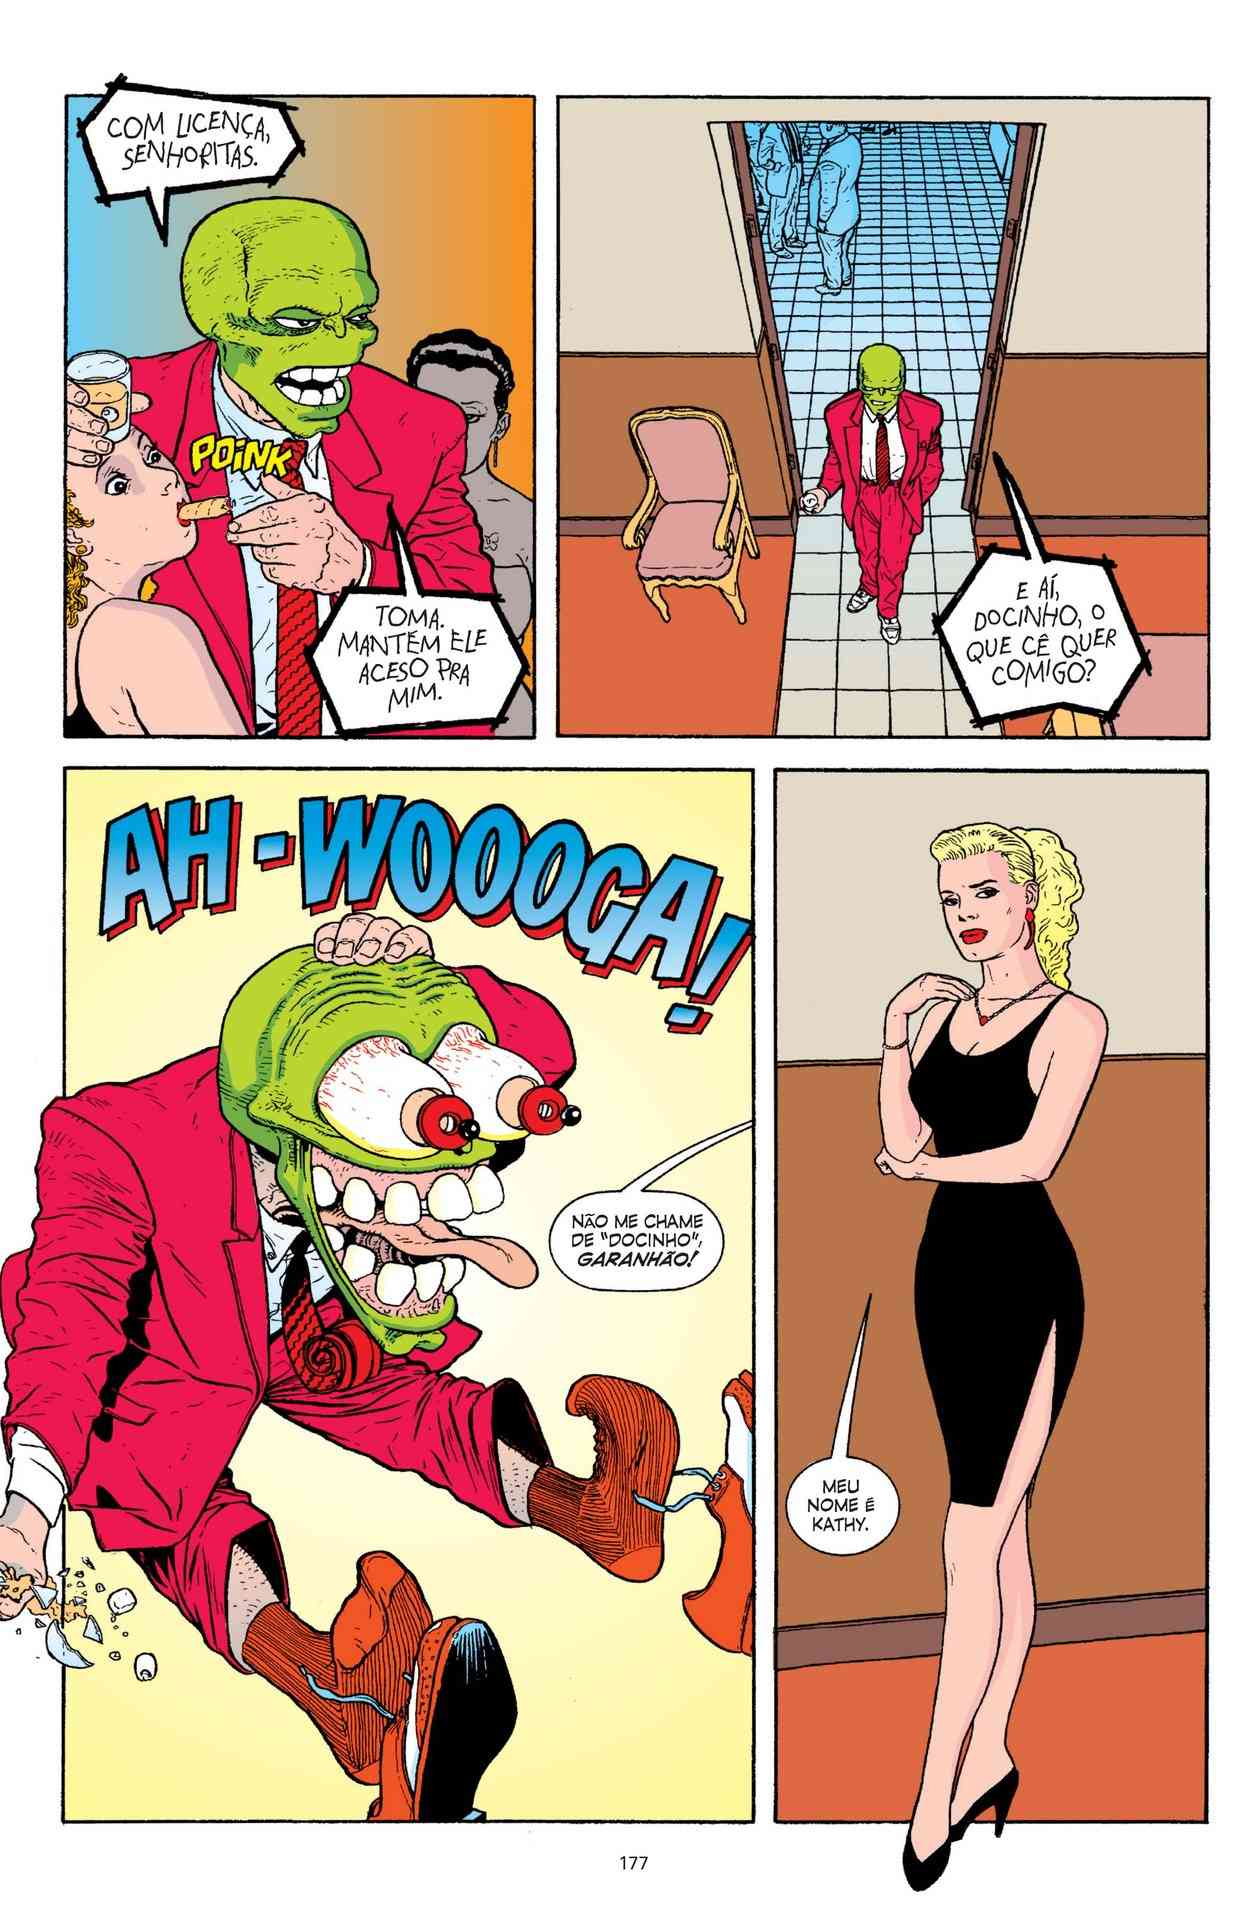 COM LICENÇA,
SENHORITAS.
POINK
TOMA.
MANTÉM ELE
ACESO PRA
MIM.
E AÍ,
DOCINHO, O
QUE CÊ QUER
COMIGO?
AH-WOOOGA!
NÃO ME CHAME
DE "DOCINHO",
GARANHÃO!
MEU
NOME É
KATHY.
177